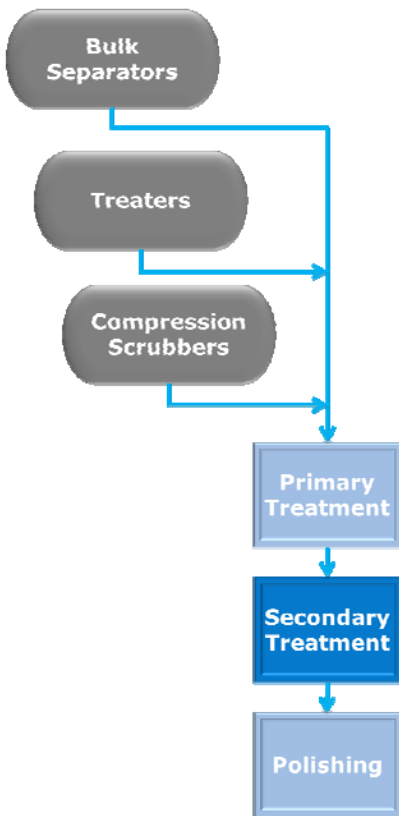 Bulk
Separators
Treaters
Compression
Scrubbers
Primary
Treatment
Secondary
Treatment
Polishing